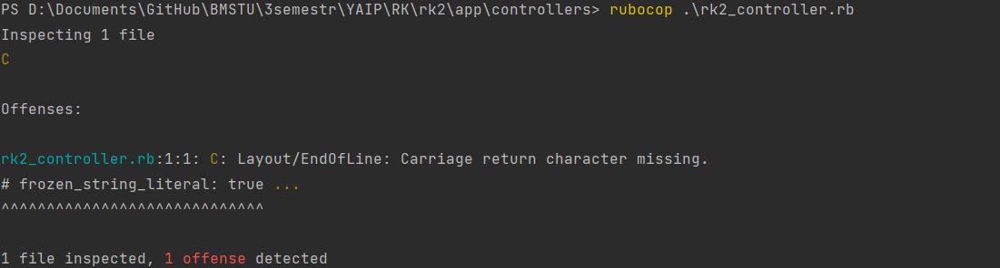 PS D:\Documents\GitHub\BMSTU\3semestr\YAIP\RK\rk2\app\controllers> rubocop .\rk2_controller.rb
Inspecting 1 file
C
Offenses:
rk2_controller.rb:1:1: C: Layout/EndOfLine: Carriage return character missing.
# frozen_string_literal: true ...
^^^^^^^^^^^^^^^^^^^^^^^^^^^^^
1 file inspected, 1 offense detected